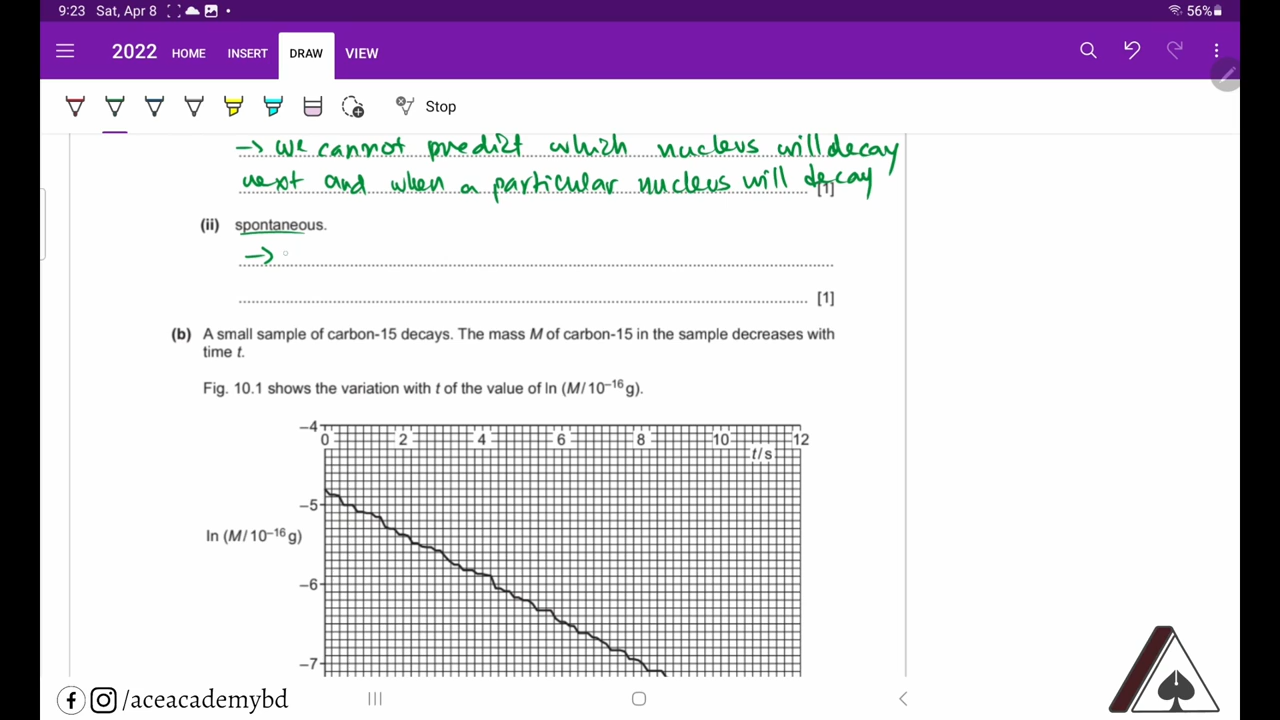 9:23 Sat, Apr 8
56%
2022 HOME INSERT DRAW VIEW
Stop
→ we cannot predict which nucleus will decay
next and when a particular nucleus will decay
[1]
(ii) spontaneous.
→
[1]
(b) A small sample of carbon-15 decays. The mass M of carbon-15 in the sample decreases with
time t.
Fig. 10.1 shows the variation with t of the value of ln (M/10⁻¹⁶g).
−4
0 2 4 6 8 10 12
t/s
−5
ln (M/10⁻¹⁶g)
−6
−7
/aceacademybd